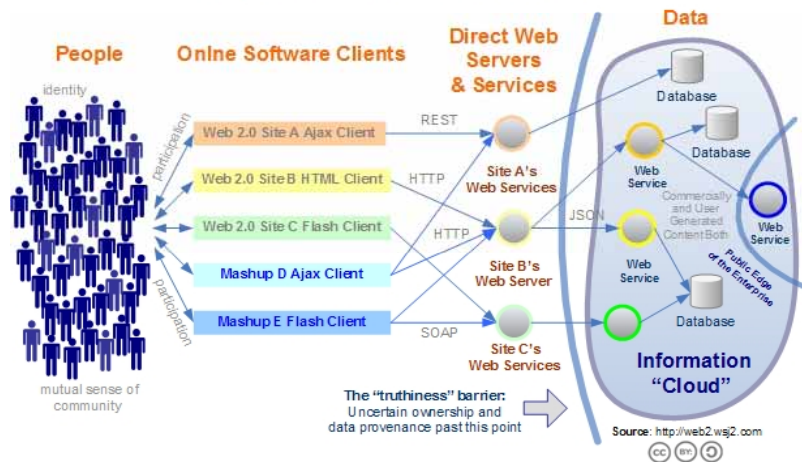 People
Onlne Software Clients
Direct Web
Servers
& Services
Data
identity
participation
Web 2.0 Site A Ajax Client
Web 2.0 Site B HTML Client
Web 2.0 Site C Flash Client
Mashup D Ajax Client
Mashup E Flash Client
participation
mutual sense of
community
REST
HTTP
HTTP
SOAP
JSON
Site A's
Web Services
Site B's
Web Server
Site C's
Web Services
Database
Database
Web
Service
Commercially
and User
Generated
Content Both
Web
Service
Web
Service
Public Edge
of the Enterprise
Database
Information
“Cloud”
The “truthiness” barrier:
Uncertain ownership and
data provenance past this point
Source: http://web2.wsj2.com
CC BY: